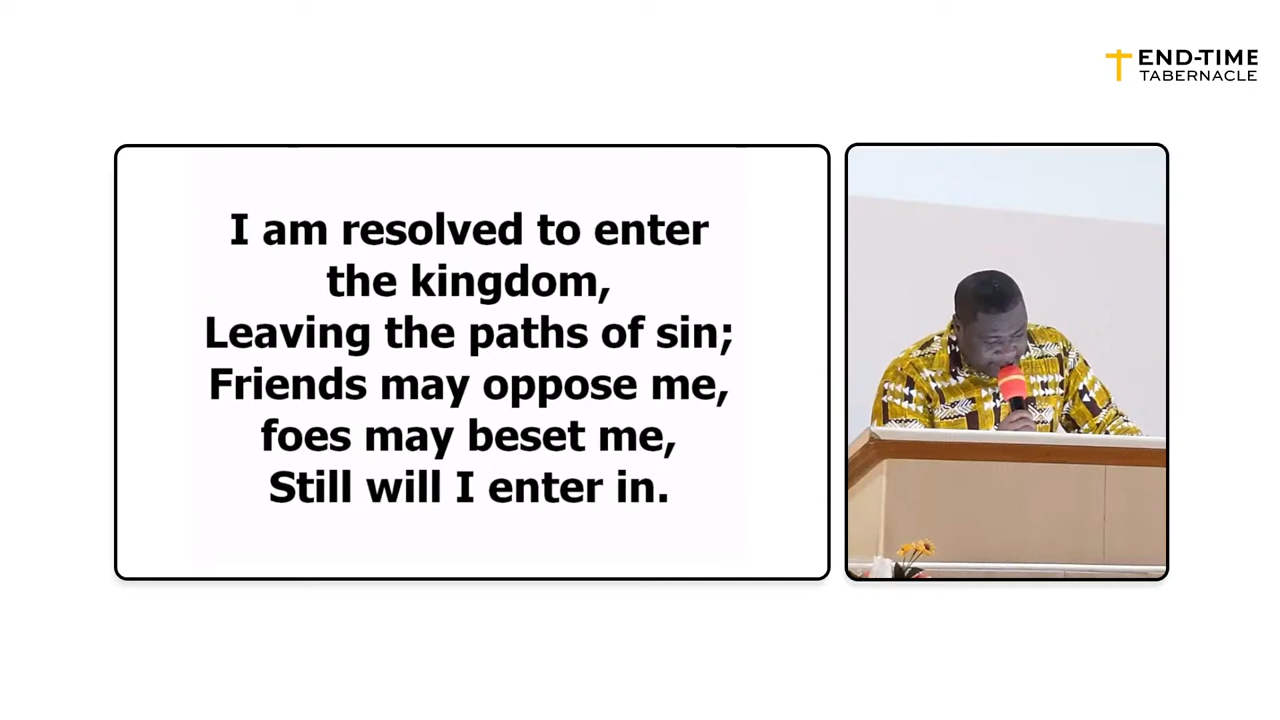 END-TIME
TABERNACLE
I am resolved to enter
the kingdom,
Leaving the paths of sin;
Friends may oppose me,
foes may beset me,
Still will I enter in.